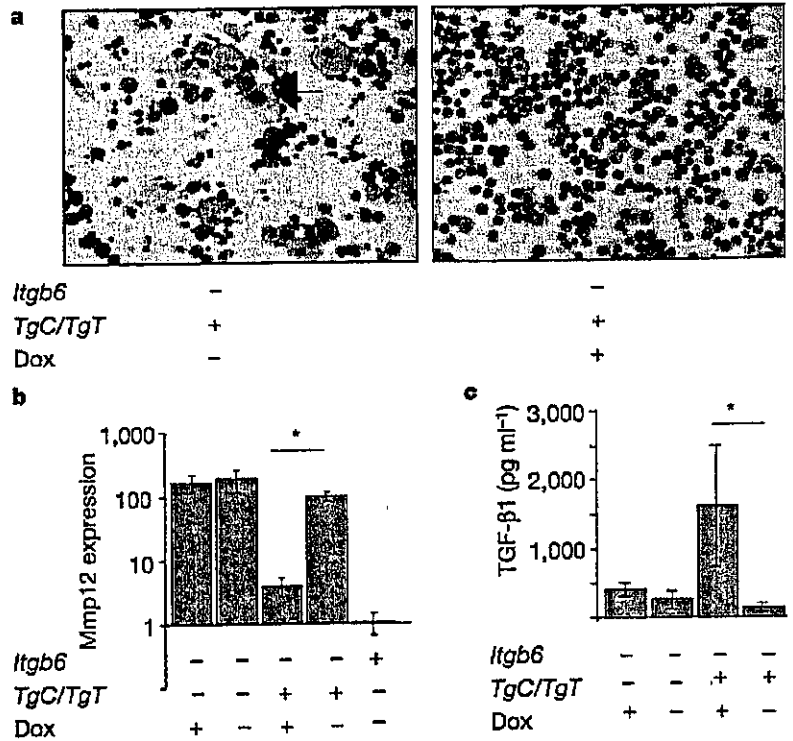 a
Itgb6 − −
TgC/TgT + +
Dox − +
b
Mmp12 expression
1,000
100
10
1
*
Itgb6 − − − − +
TgC/TgT − − + + −
Dox + − + − −
c
TGF-β1 (pg ml⁻¹)
3,000
2,000
1,000
*
Itgb6 − − + +
TgC/TgT − −
Dox + − + −